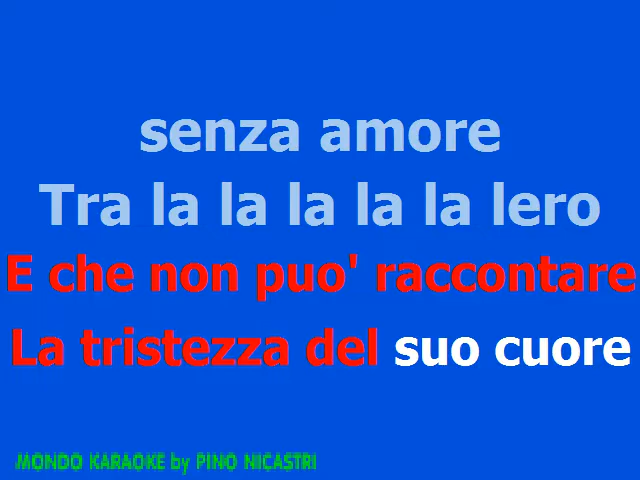 senza amore
Tra la la la la la lero
E che non puo' raccontare
La tristezza del suo cuore
MONDO KARAOKE by PINO NICASTRI